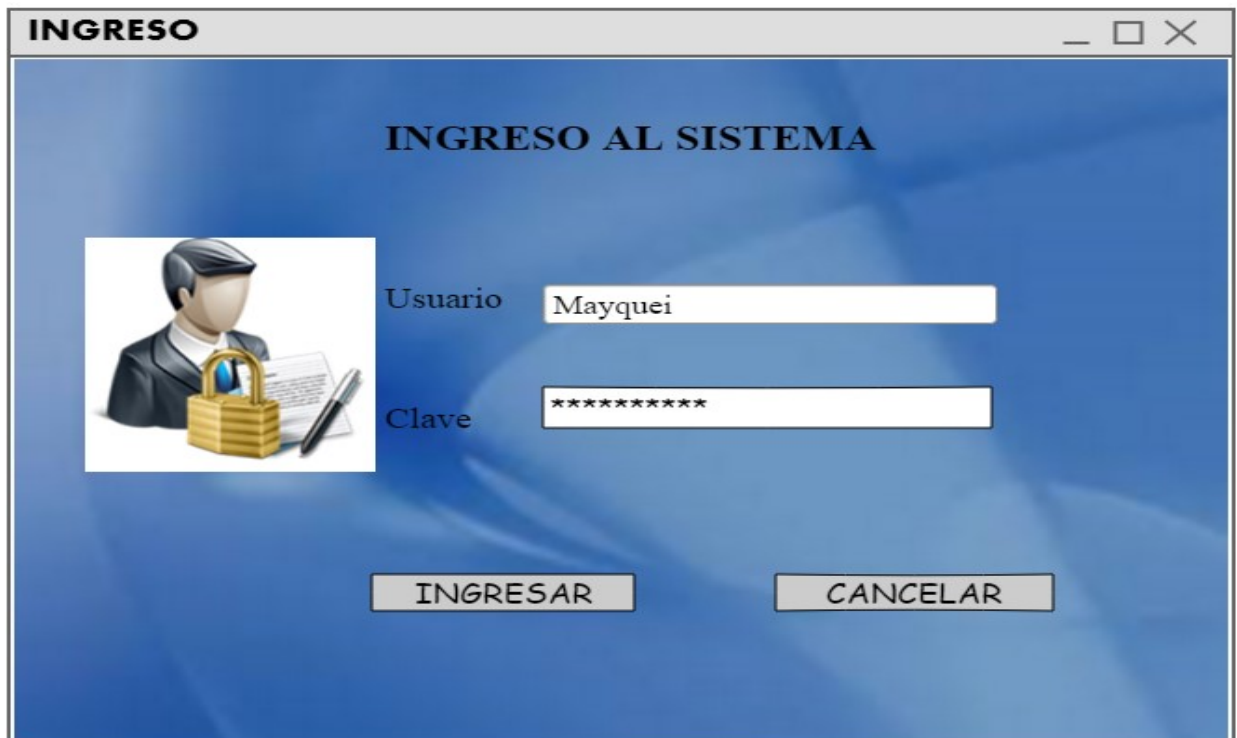 INGRESO
INGRESO AL SISTEMA
Usuario Mayquei
Clave **********
INGRESAR CANCELAR